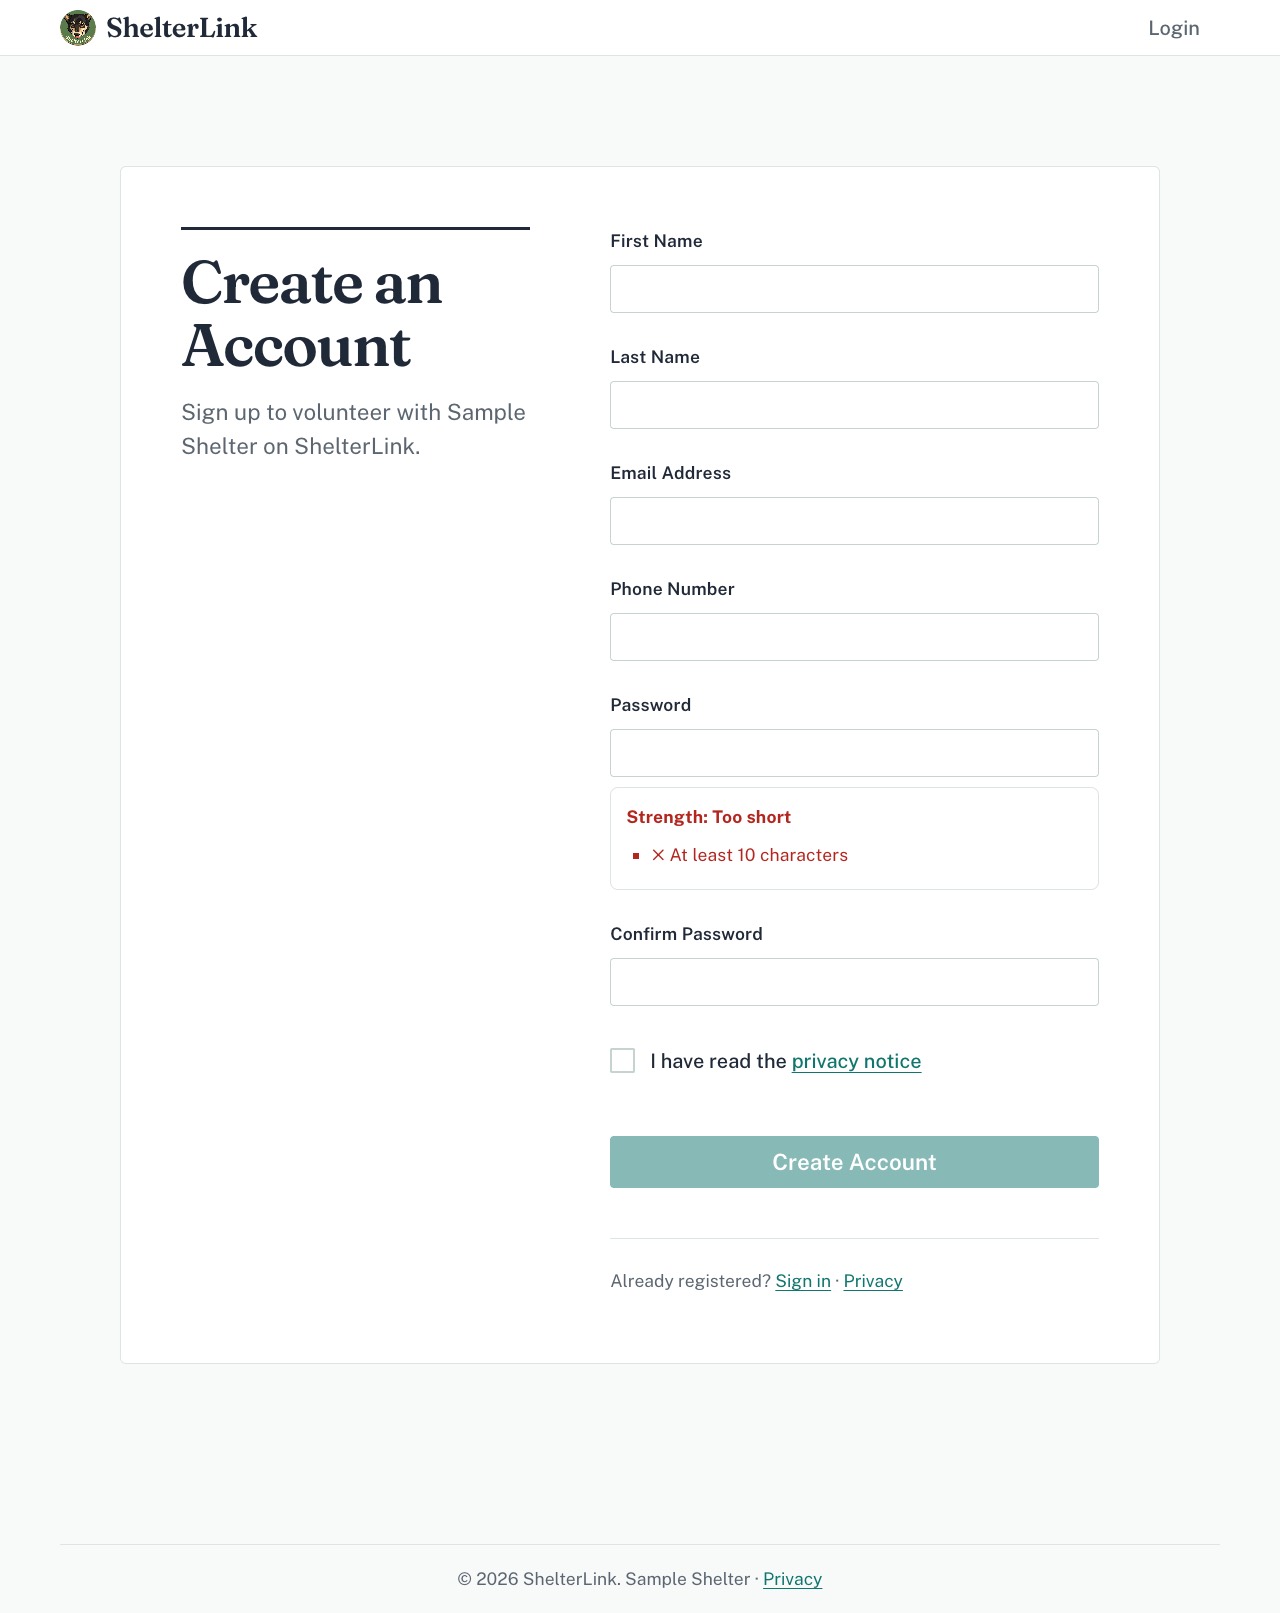 ShelterLink
Login
Create an
Account
Sign up to volunteer with Sample
Shelter on ShelterLink.
First Name
Last Name
Email Address
Phone Number
Password
Strength: Too short
▪ × At least 10 characters
Confirm Password
I have read the privacy notice
Create Account
Already registered? Sign in · Privacy
© 2026 ShelterLink. Sample Shelter · Privacy